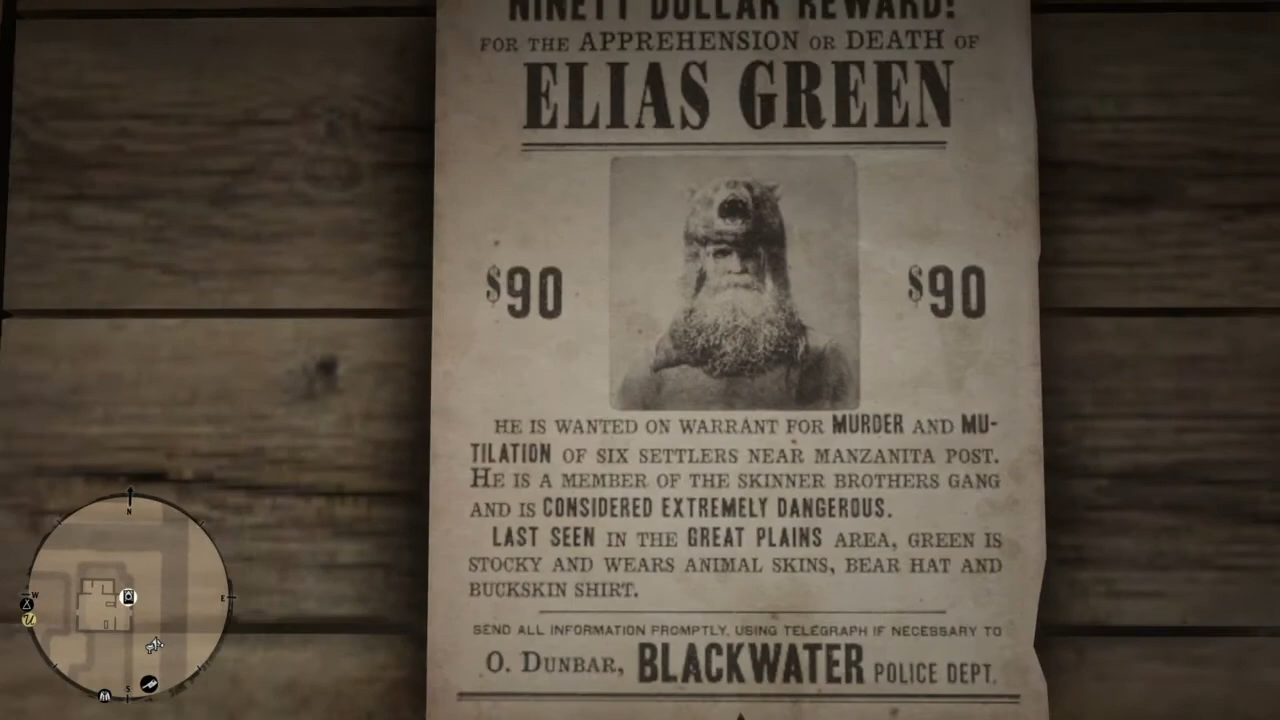 NINETY DOLLAR REWARD!
FOR THE APPREHENSION OR DEATH OF
ELIAS GREEN
$90 $90
HE IS WANTED ON WARRANT FOR MURDER AND MU-
TILATION OF SIX SETTLERS NEAR MANZANITA POST.
HE IS A MEMBER OF THE SKINNER BROTHERS GANG
AND IS CONSIDERED EXTREMELY DANGEROUS.
LAST SEEN IN THE GREAT PLAINS AREA, GREEN IS
STOCKY AND WEARS ANIMAL SKINS, BEAR HAT AND
BUCKSKIN SHIRT.
SEND ALL INFORMATION PROMPTLY, USING TELEGRAPH IF NECESSARY TO
O. DUNBAR, BLACKWATER POLICE DEPT.
N
W E
U
S